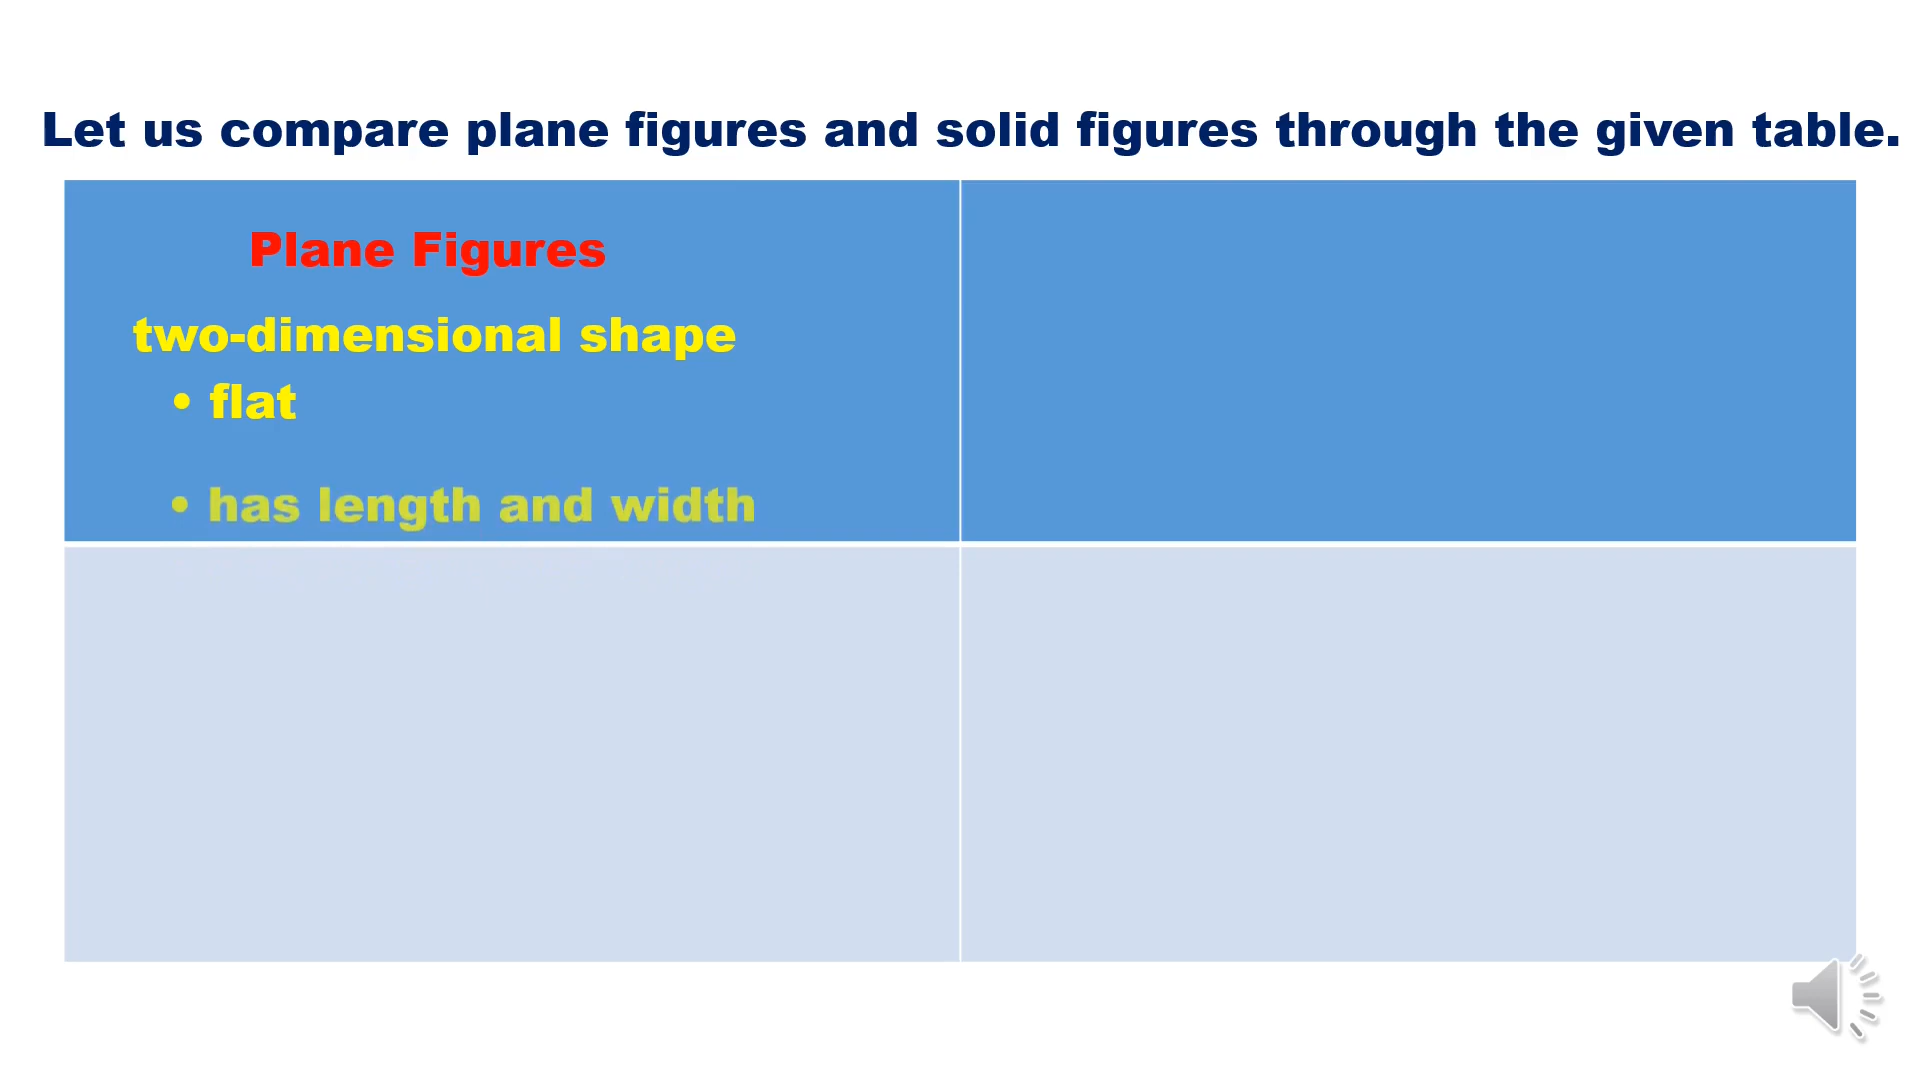 Let us compare plane figures and solid figures through the given table.
Plane Figures
two-dimensional shape
• flat
• has length and width